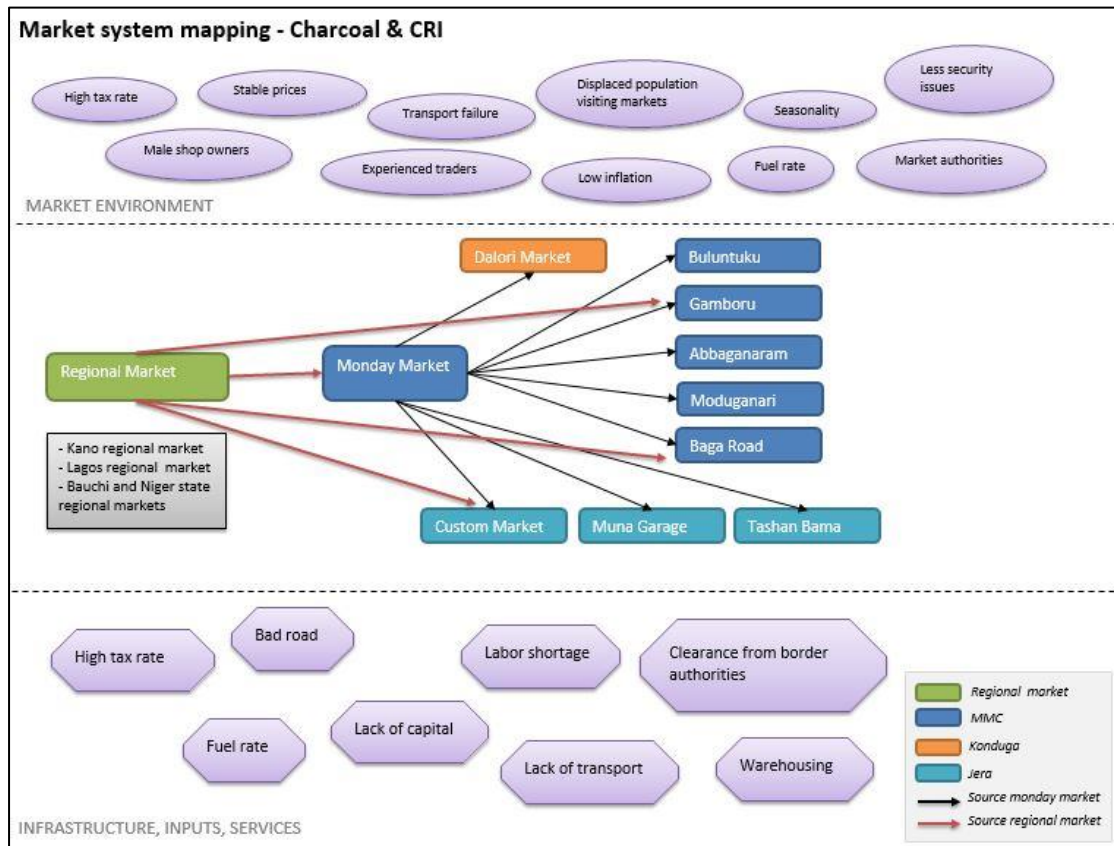 Market system mapping - Charcoal & CRI
High tax rate
Stable prices
Transport failure
Displaced population
visiting markets
Seasonality
Less security
issues
Male shop owners
Experienced traders
Low inflation
Fuel rate
Market authorities
MARKET ENVIRONMENT
Dalori Market
Buluntuku
Gamboru
Regional Market
Monday Market
Abbaganaram
Moduganari
Baga Road
- Kano regional market
- Lagos regional market
- Bauchi and Niger state
regional markets
Custom Market
Muna Garage
Tashan Bama
High tax rate
Bad road
Labor shortage
Clearance from border
authorities
Fuel rate
Lack of capital
Lack of transport
Warehousing
INFRASTRUCTURE, INPUTS, SERVICES
Regional market
MMC
Konduga
Jera
Source monday market
Source regional market